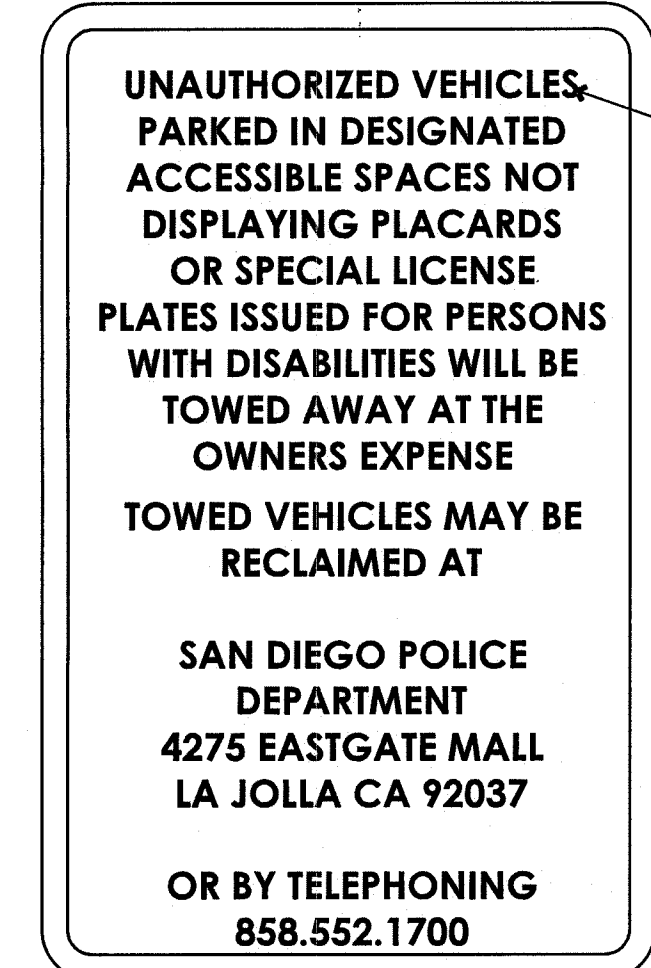 UNAUTHORIZED VEHICLES
PARKED IN DESIGNATED
ACCESSIBLE SPACES NOT
DISPLAYING PLACARDS
OR SPECIAL LICENSE
PLATES ISSUED FOR PERSONS
WITH DISABILITIES WILL BE
TOWED AWAY AT THE
OWNERS EXPENSE
TOWED VEHICLES MAY BE
RECLAIMED AT
SAN DIEGO POLICE
DEPARTMENT
4275 EASTGATE MALL
LA JOLLA CA 92037
OR BY TELEPHONING
858.552.1700